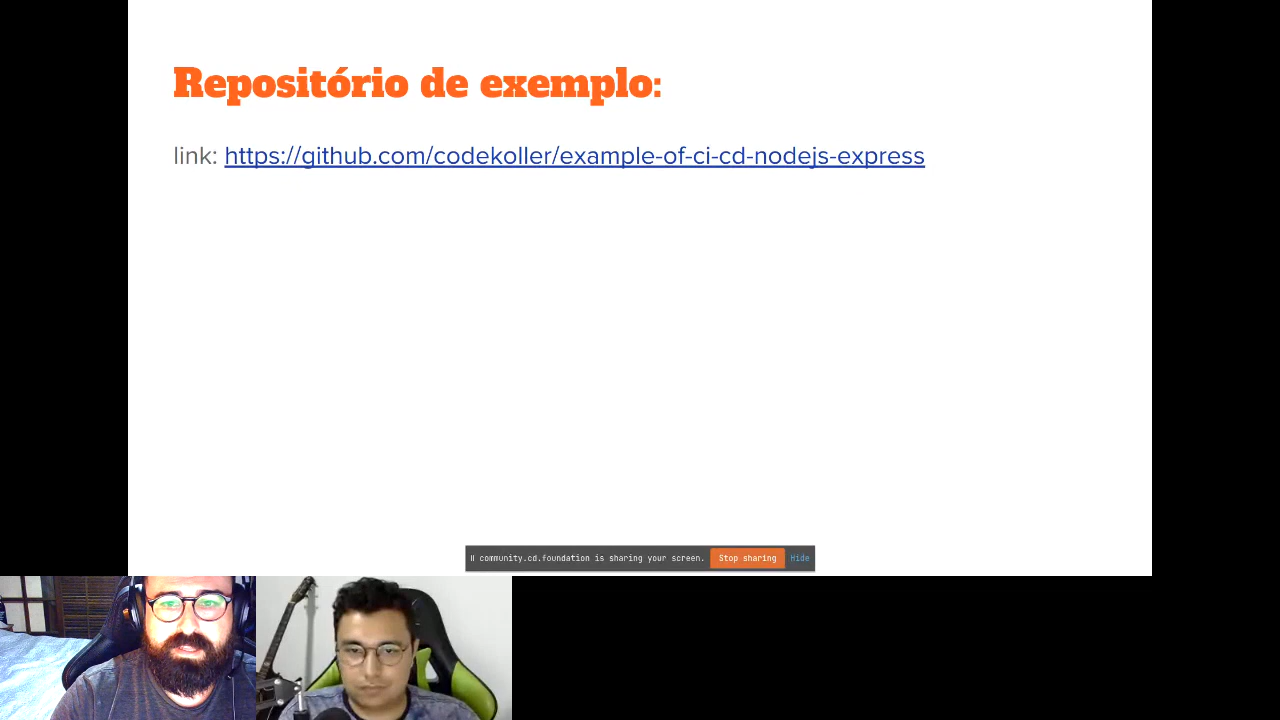 Repositório de exemplo:
link: https://github.com/codekoller/example-of-ci-cd-nodejs-express
community.cd.foundation is sharing your screen. Stop sharing Hide